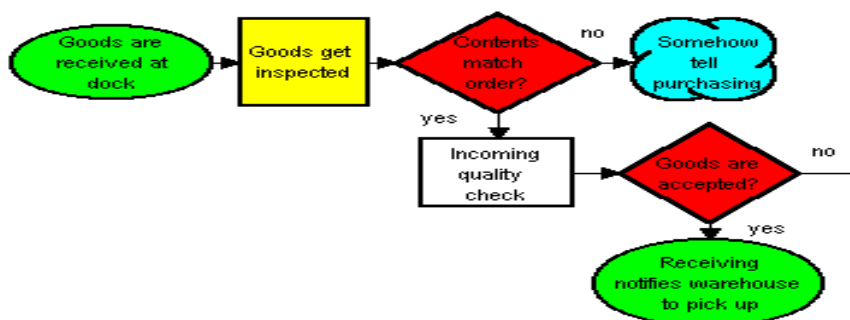 Goods are
received at
dock
Goods get
inspected
Contents
match
order?
no
Somehow
tell
purchasing
yes
Incoming
quality
check
Goods are
accepted?
no
yes
Receiving
notifies warehouse
to pick up